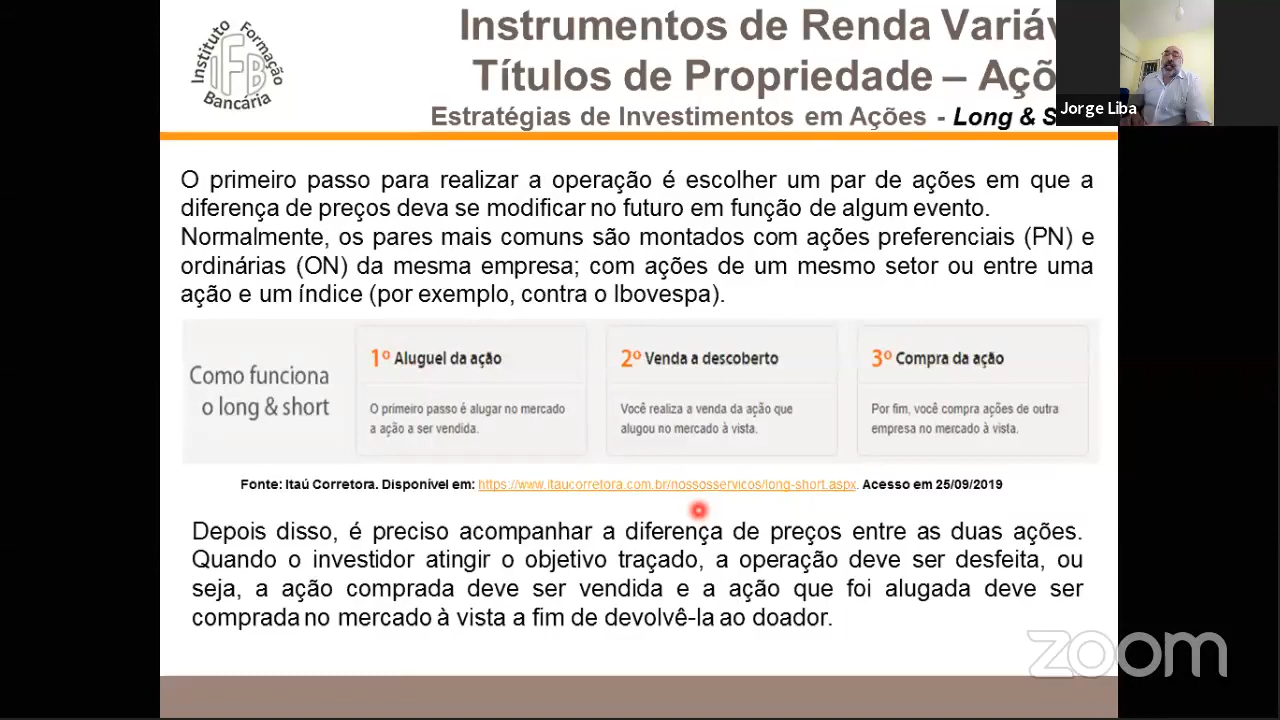 Instituto Formação
IFB
Bancária
Instrumentos de Renda Variáv
Títulos de Propriedade – Açõ
Estratégias de Investimentos em Ações - Long & S
Jorge Liba
O primeiro passo para realizar a operação é escolher um par de ações em que a
diferença de preços deva se modificar no futuro em função de algum evento.
Normalmente, os pares mais comuns são montados com ações preferenciais (PN) e
ordinárias (ON) da mesma empresa; com ações de um mesmo setor ou entre uma
ação e um índice (por exemplo, contra o Ibovespa).
Como funciona
o long & short
1º Aluguel da ação
O primeiro passo é alugar no mercado
a ação a ser vendida.
2º Venda a descoberto
Você realiza a venda da ação que
alugou no mercado à vista.
3º Compra da ação
Por fim, você compra ações de outra
empresa no mercado à vista.
Fonte: Itaú Corretora. Disponível em: https://www.itaucorretora.com.br/nossosservicos/long-short.aspx. Acesso em 25/09/2019
Depois disso, é preciso acompanhar a diferença de preços entre as duas ações.
Quando o investidor atingir o objetivo traçado, a operação deve ser desfeita, ou
seja, a ação comprada deve ser vendida e a ação que foi alugada deve ser
comprada no mercado à vista a fim de devolvê-la ao doador.
zoom